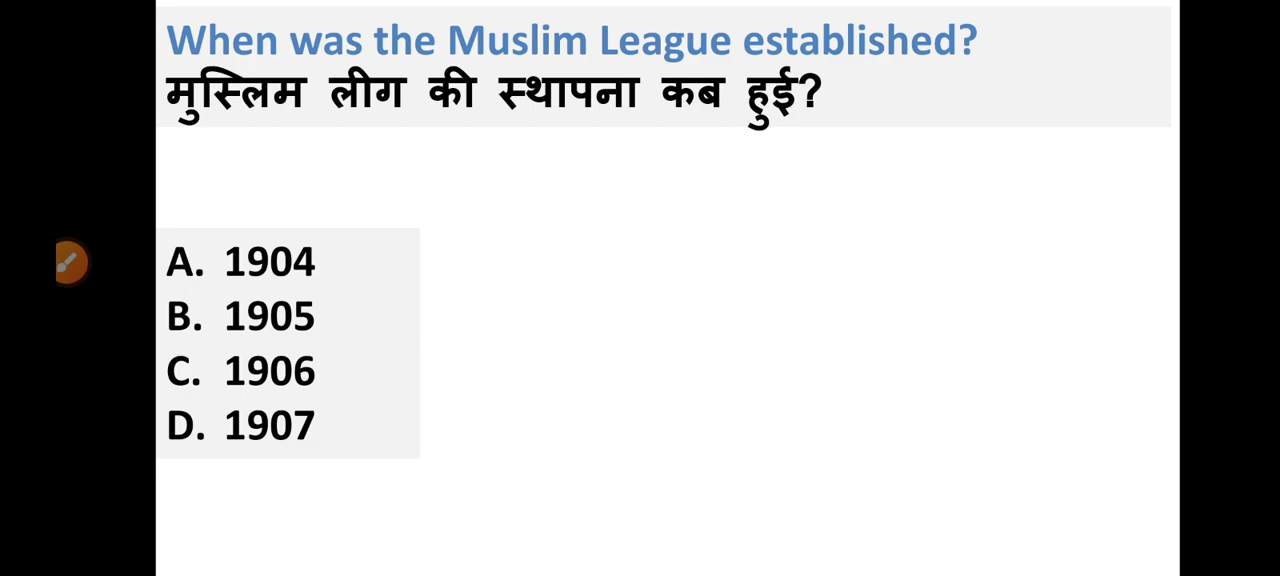 When was the Muslim League established?
मुस्लिम लीग की स्थापना कब हुई?
A. 1904
B. 1905
C. 1906
D. 1907